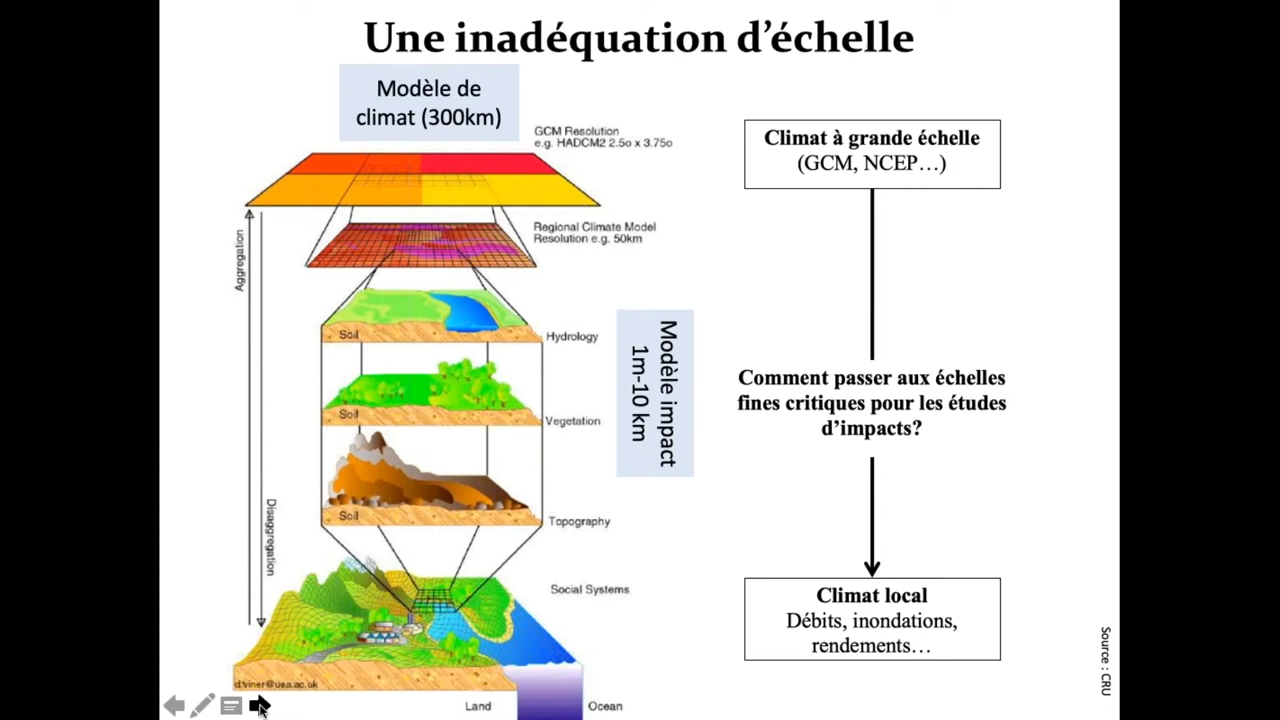 Une inadéquation d’échelle
Modèle de
climat (300km)
GCM Resolution
e.g. HADCM2 2.5o x 3.75o
Regional Climate Model
Resolution e.g. 50km
Aggregation
Disaggregation
Soil
Hydrology
Soil
Vegetation
Soil
Topography
Social Systems
d.viner@uea.ac.uk
Land
Ocean
Modèle impact
1m-10 km
Climat à grande échelle
(GCM, NCEP…)
Comment passer aux échelles
fines critiques pour les études
d’impacts?
Climat local
Débits, inondations,
rendements…
Source : CRU